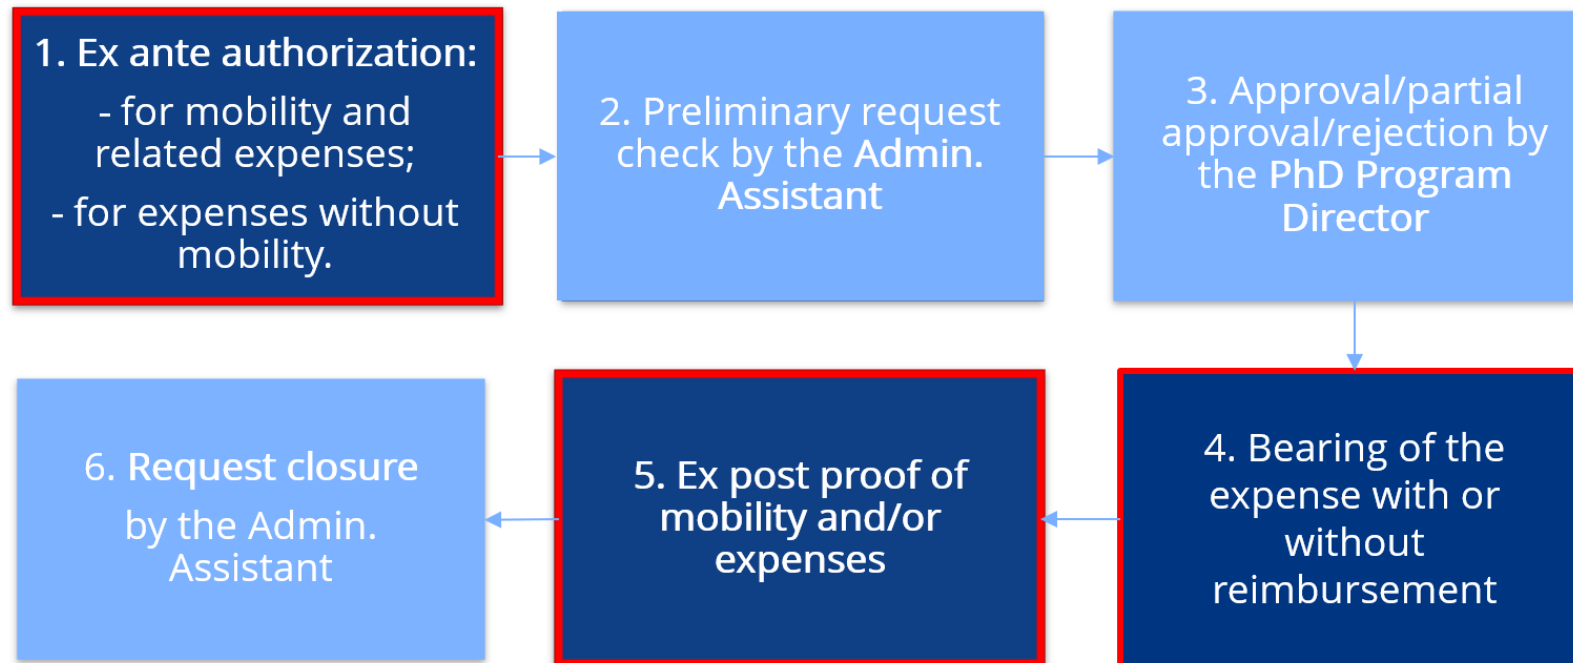 1. Ex ante authorization:
- for mobility and
related expenses;
- for expenses without
mobility.
2. Preliminary request
check by the Admin.
Assistant
3. Approval/partial
approval/rejection by
the PhD Program
Director
4. Bearing of the
expense with or
without
reimbursement
5. Ex post proof of
mobility and/or
expenses
6. Request closure
by the Admin.
Assistant